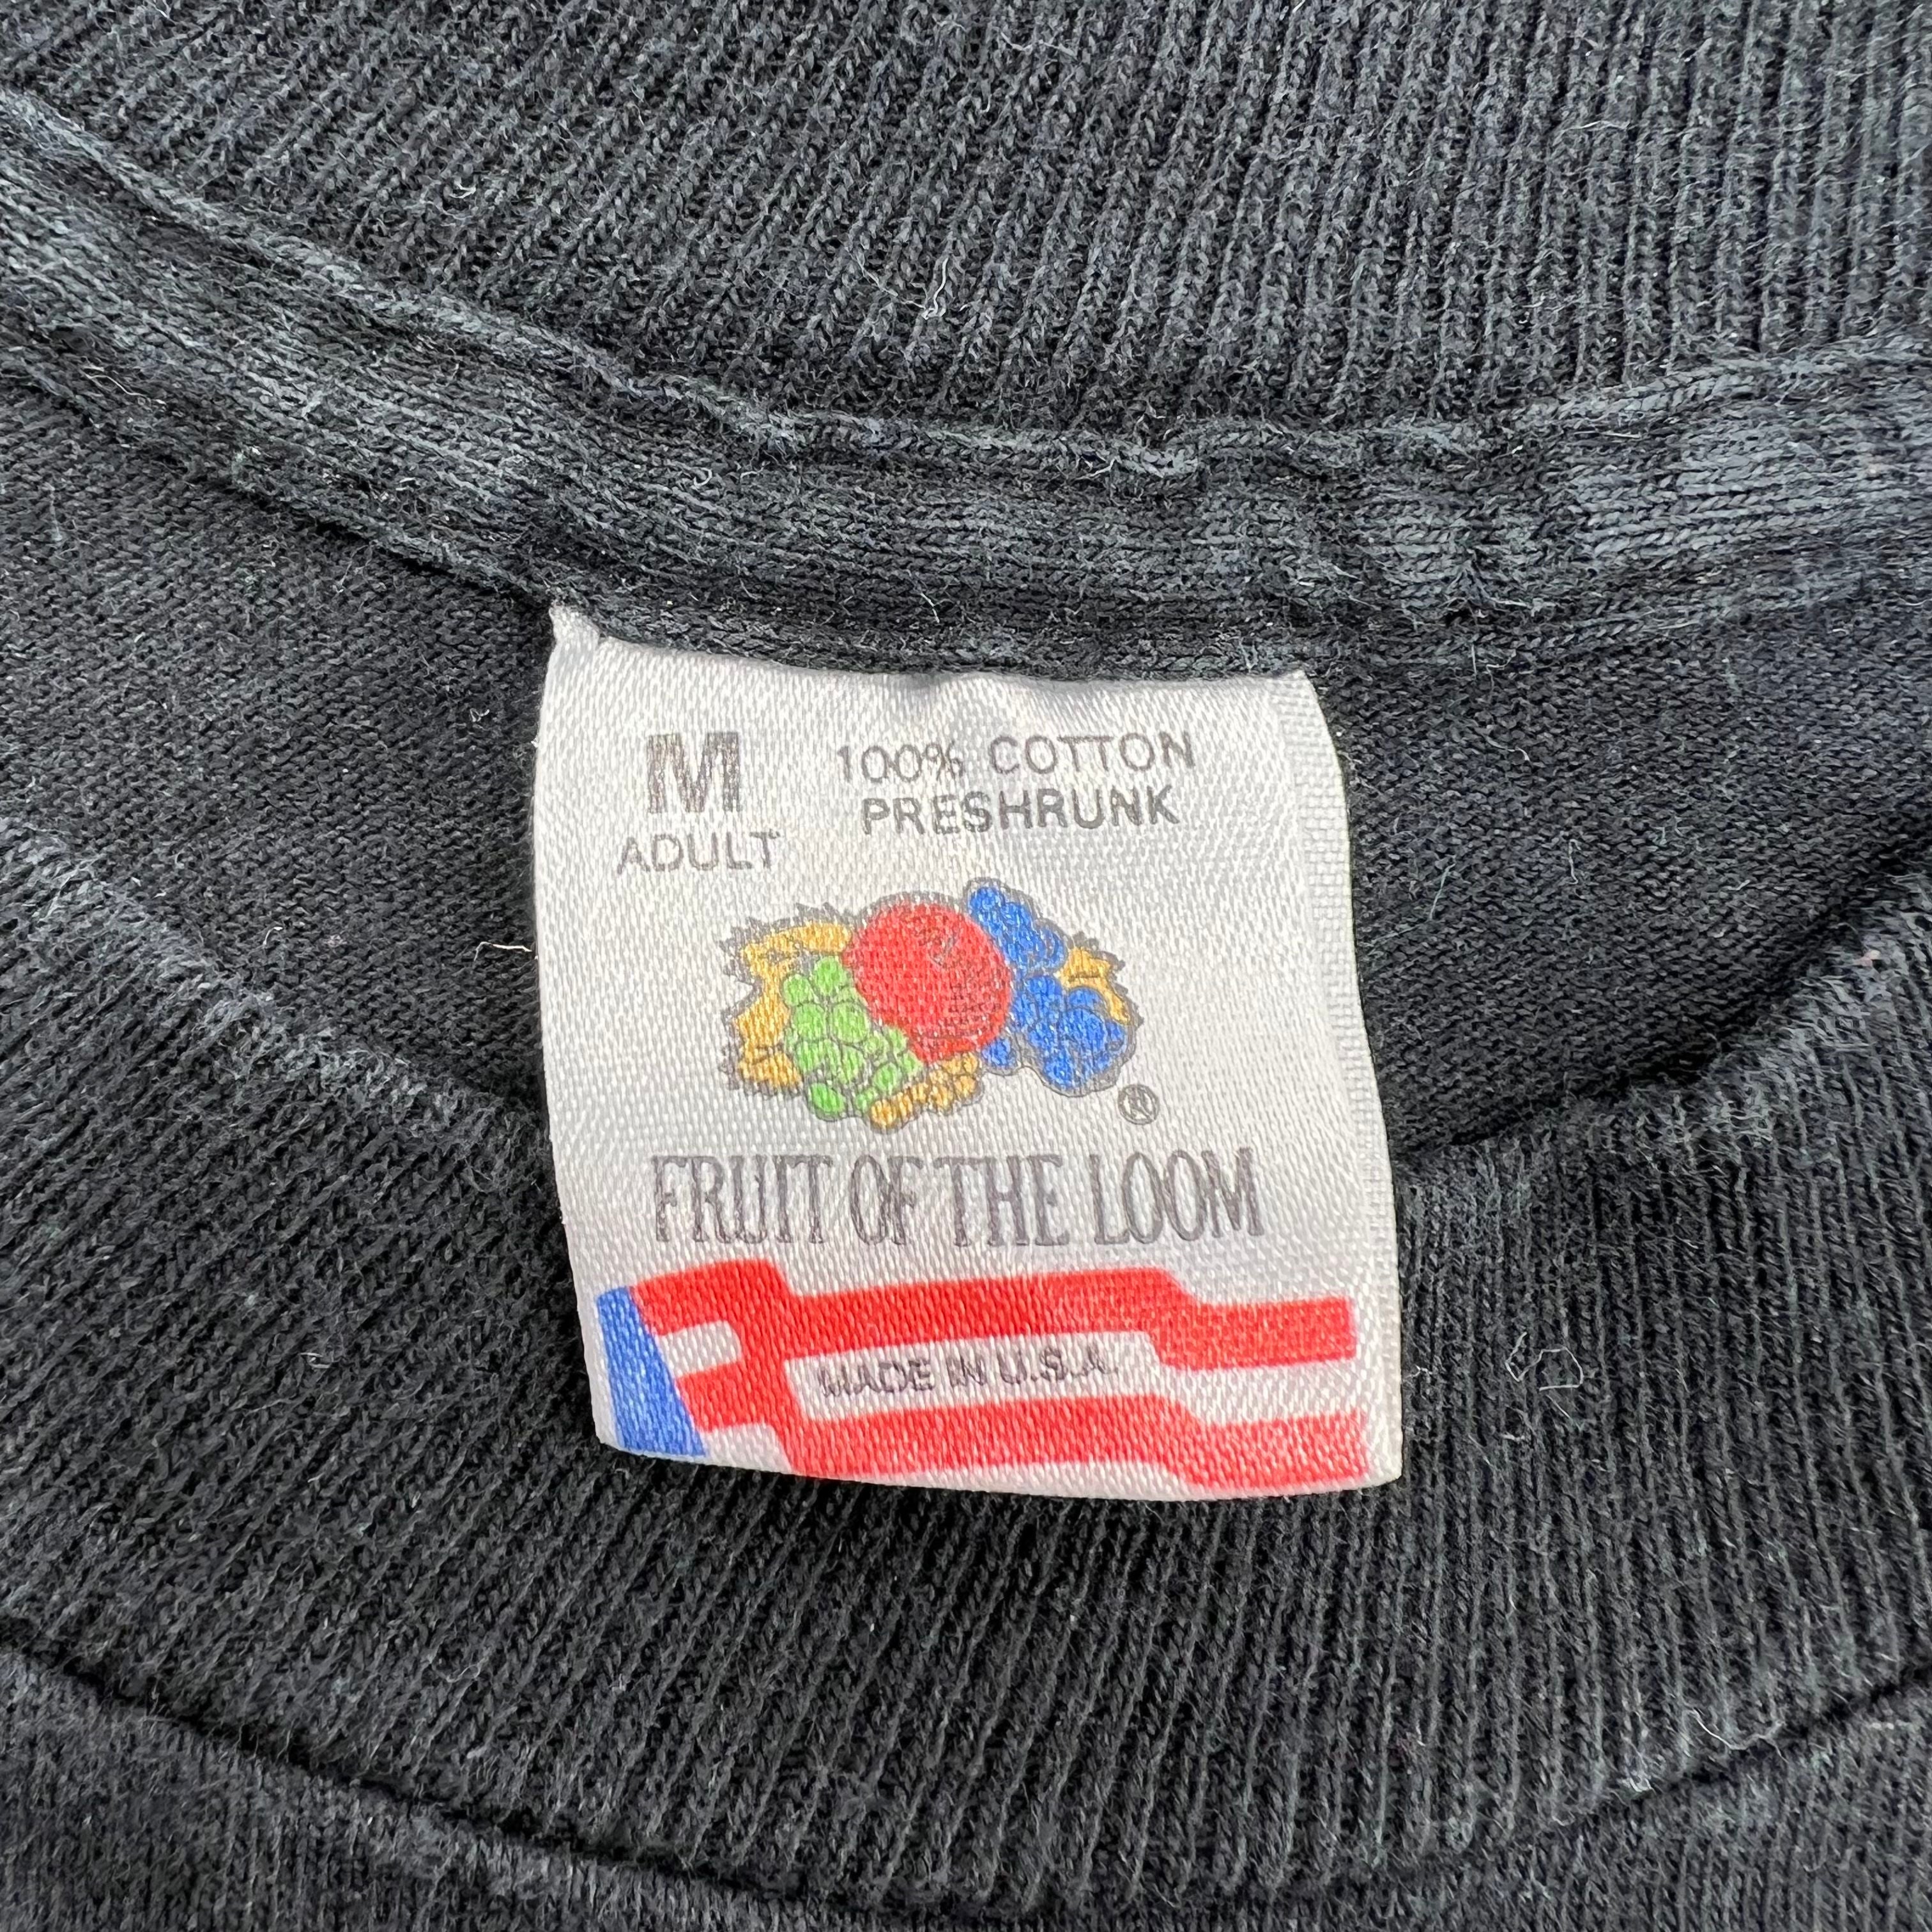 M
ADULT
100% COTTON
PRESHRUNK
®
FRUIT OF THE LOOM
MADE IN U.S.A.